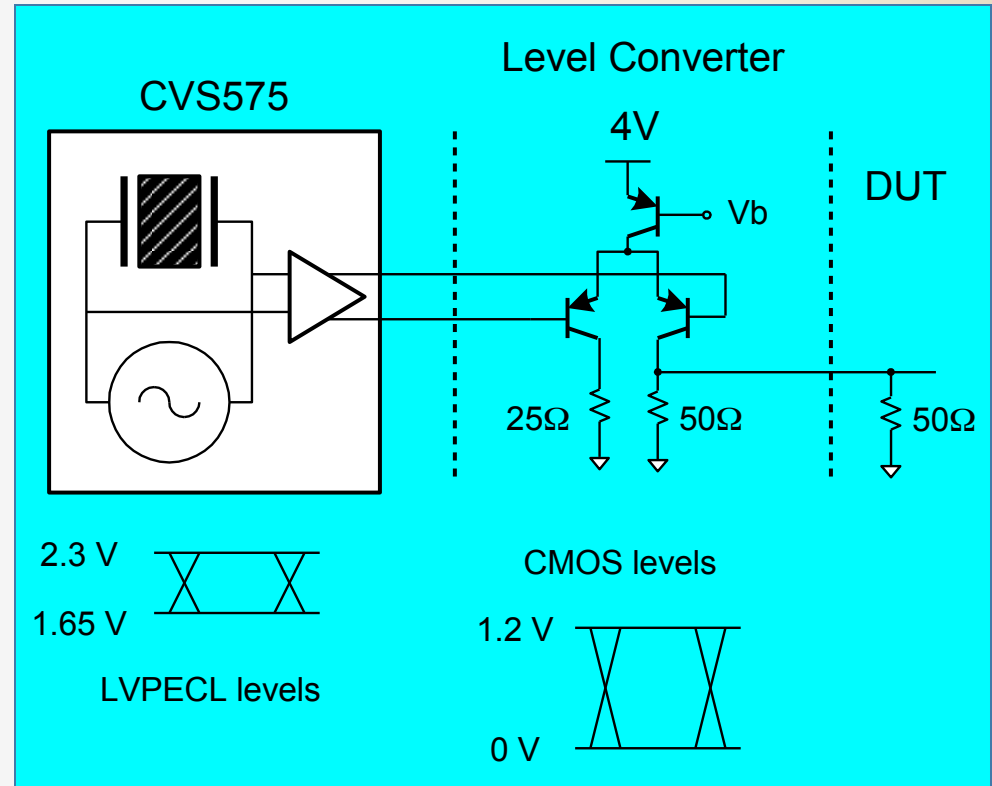 Level Converter
CVS575
4V
DUT
Vb
25Ω
50Ω
50Ω
2.3 V
1.65 V
LVPECL levels
CMOS levels
1.2 V
0 V